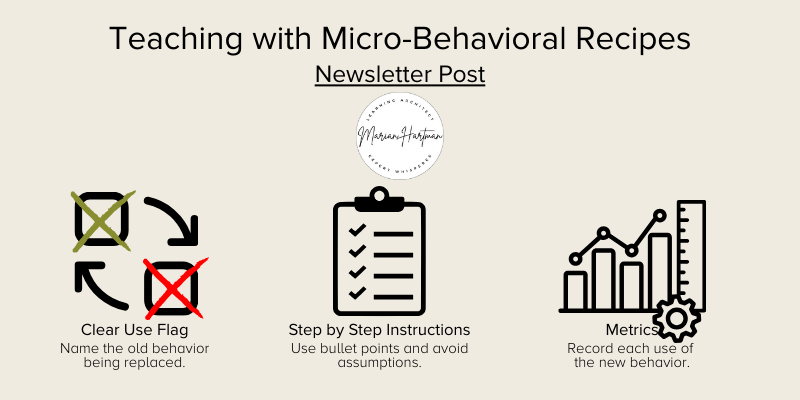 Teaching with Micro-Behavioral Recipes
Newsletter Post
LEARNING ARCHITECT
Marian Hartman
EXPERT WHISPERER
Clear Use Flag
Name the old behavior
being replaced.
Step by Step Instructions
Use bullet points and avoid
assumptions.
Metrics
Record each use of
the new behavior.